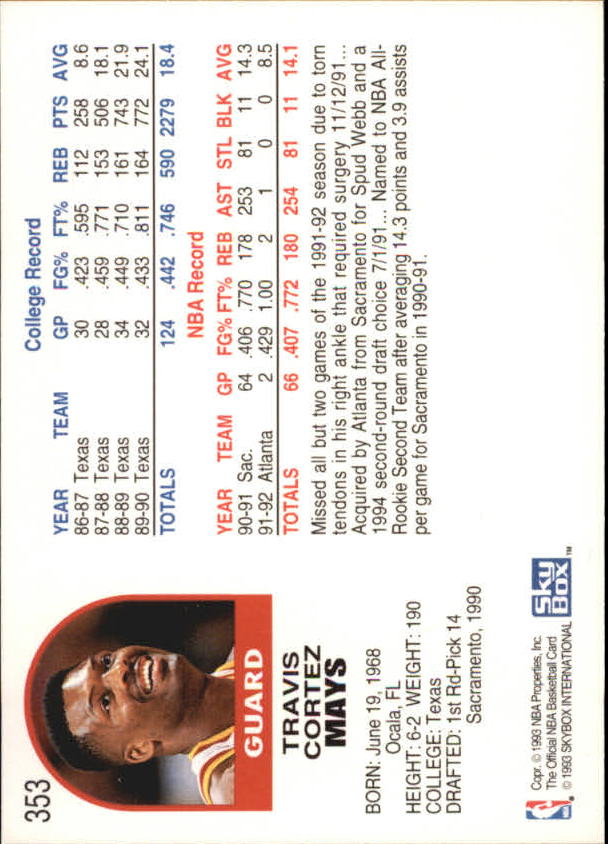 353
GUARD
TRAVIS
CORTEZ
MAYS
BORN: June 19, 1968
Ocala, FL
HEIGHT: 6-2 WEIGHT: 190
COLLEGE: Texas
DRAFTED: 1st Rd-Pick 14
Sacramento, 1990
Copr. © 1993 NBA Properties, Inc.
The Official NBA Basketball Card
© 1993 SKYBOX INTERNATIONAL
NBA
Sky
Box™
College Record
YEAR TEAM GP FG% FT% REB PTS AVG
86-87 Texas 30 .423 .595 112 258 8.6
87-88 Texas 28 .459 .771 153 506 18.1
88-89 Texas 34 .449 .710 161 743 21.9
89-90 Texas 32 .433 .811 164 772 24.1
TOTALS 124 .442 .746 590 2279 18.4
NBA Record
YEAR TEAM GP FG% FT% REB AST STL BLK AVG
90-91 Sac. 64 .406 .770 178 253 81 11 14.3
91-92 Atlanta 2 .429 1.00 2 1 0 0 8.5
TOTALS 66 .407 .772 180 254 81 11 14.1
Missed all but two games of the 1991-92 season due to torn
tendons in his right ankle that required surgery 11/12/91...
Acquired by Atlanta from Sacramento for Spud Webb and a
1994 second-round draft choice 7/1/91... Named to NBA All-
Rookie Second Team after averaging 14.3 points and 3.9 assists
per game for Sacramento in 1990-91.